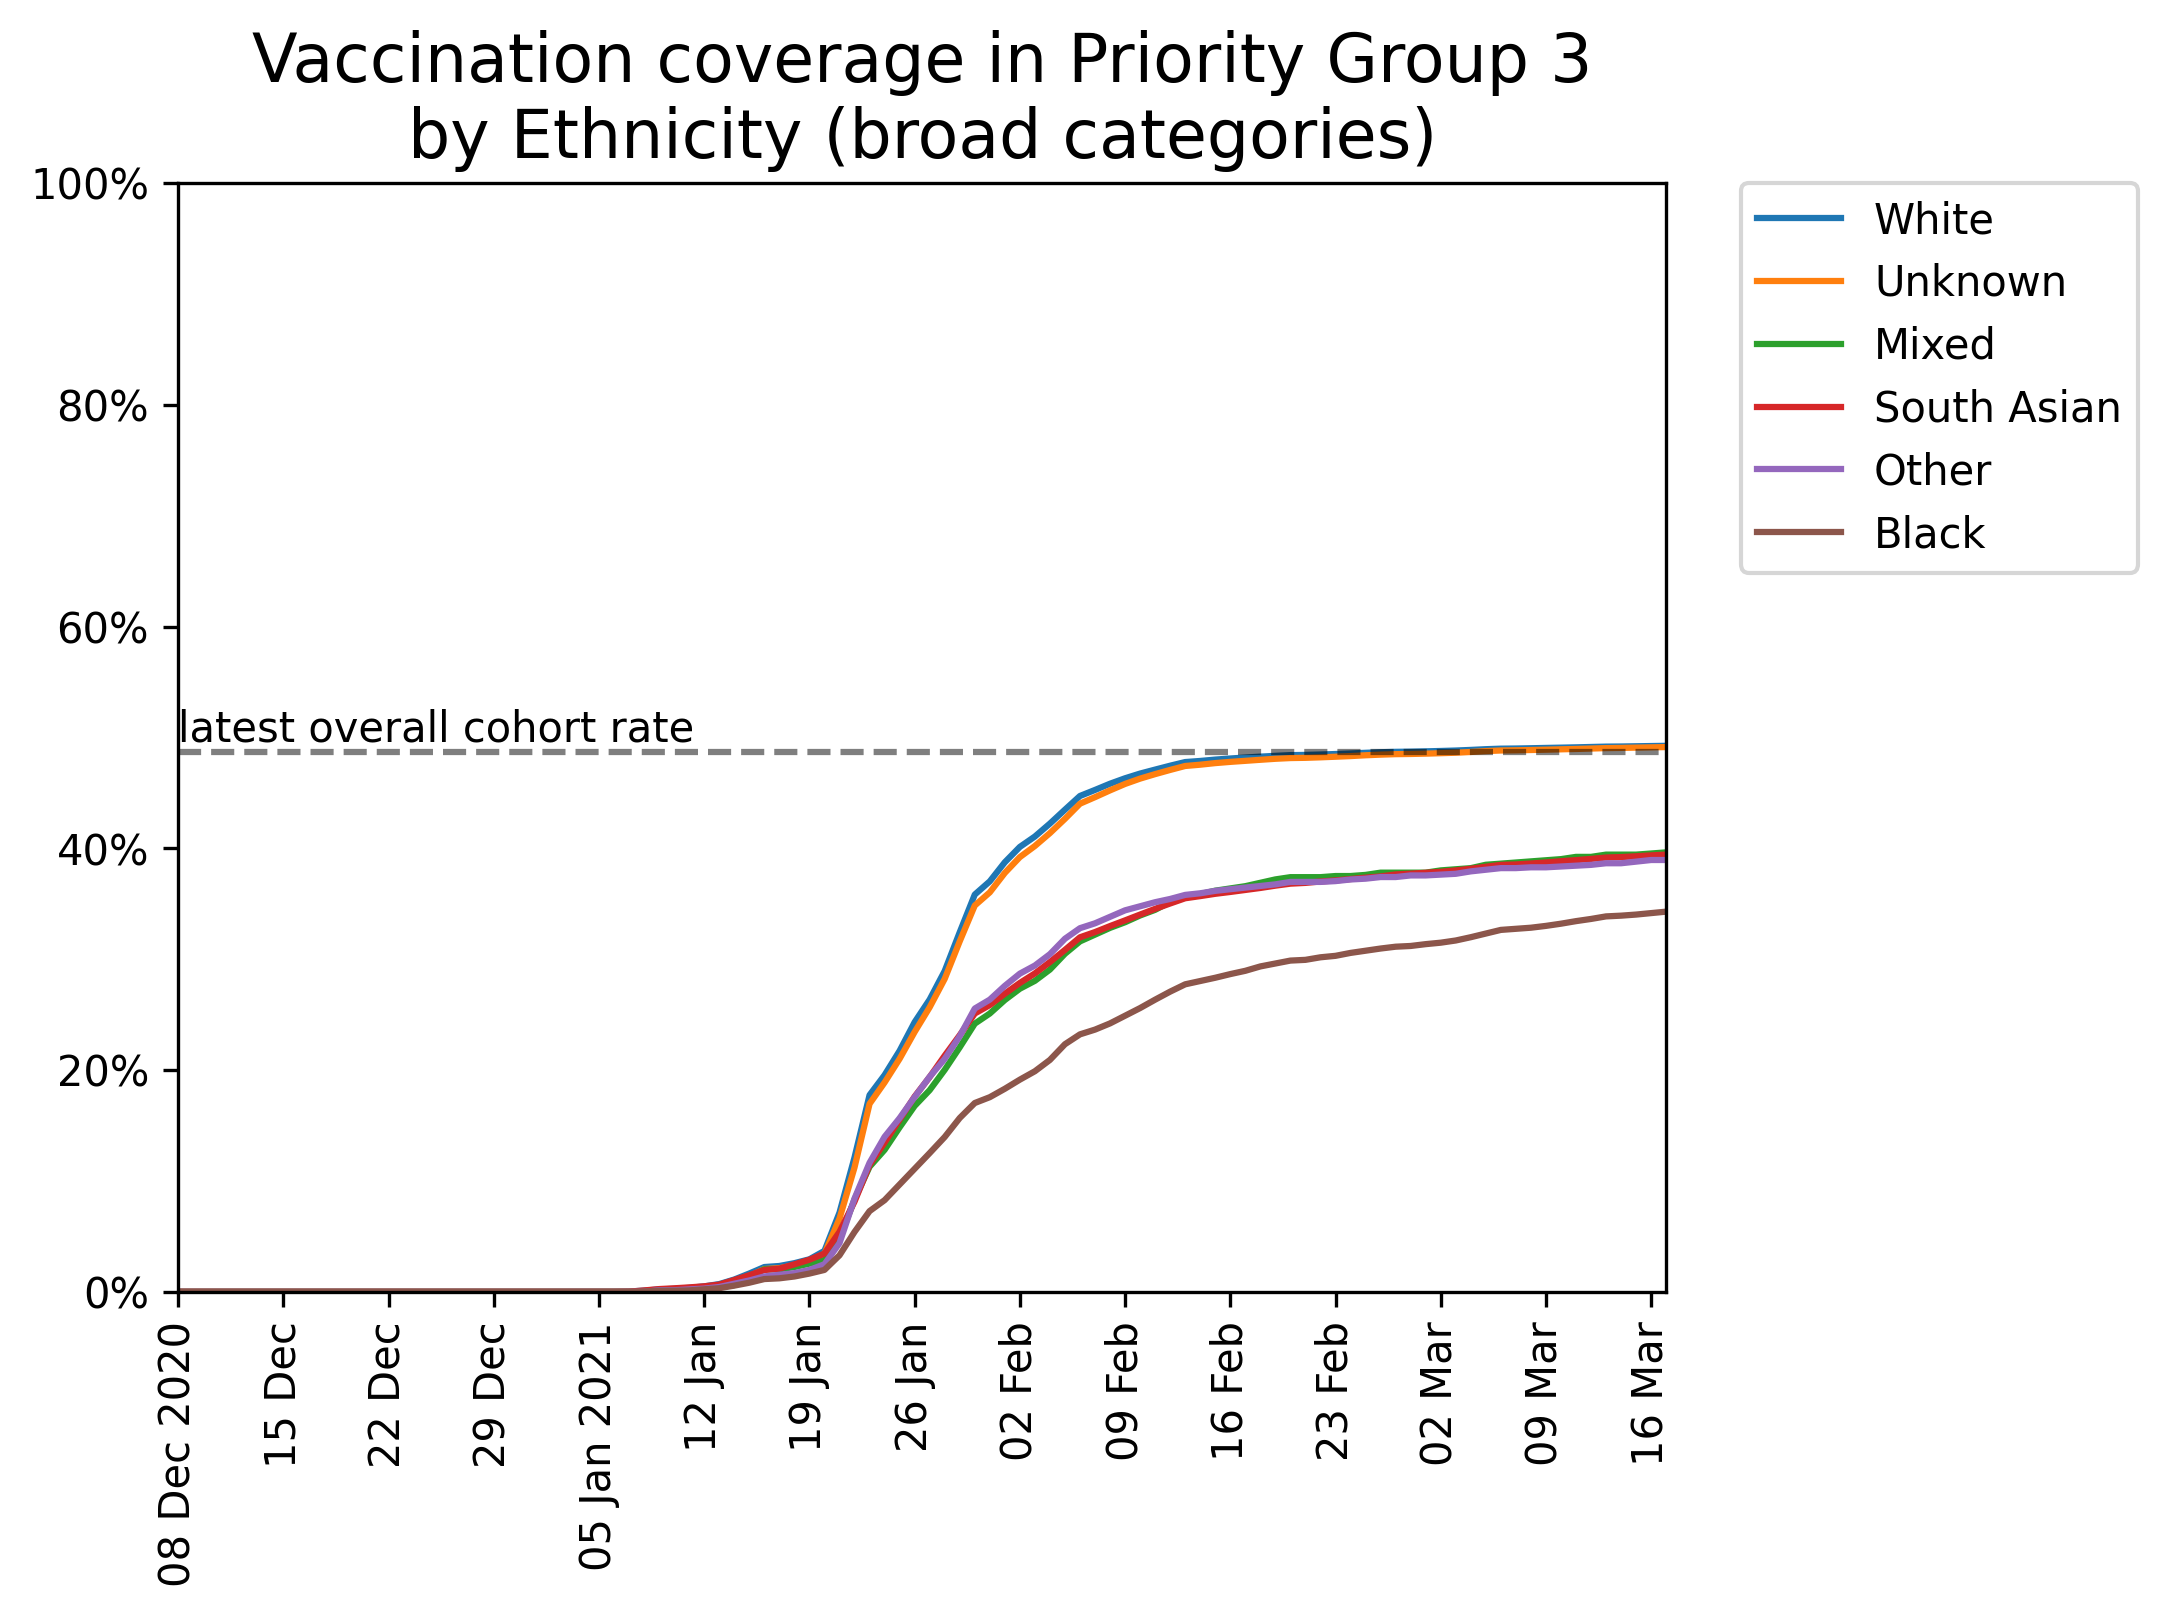 Vaccination coverage in Priority Group 3
by Ethnicity (broad categories)
100%
80%
60%
40%
20%
0%
latest overall cohort rate
White
Unknown
Mixed
South Asian
Other
Black
08 Dec 2020
15 Dec
22 Dec
29 Dec
05 Jan 2021
12 Jan
19 Jan
26 Jan
02 Feb
09 Feb
16 Feb
23 Feb
02 Mar
09 Mar
16 Mar